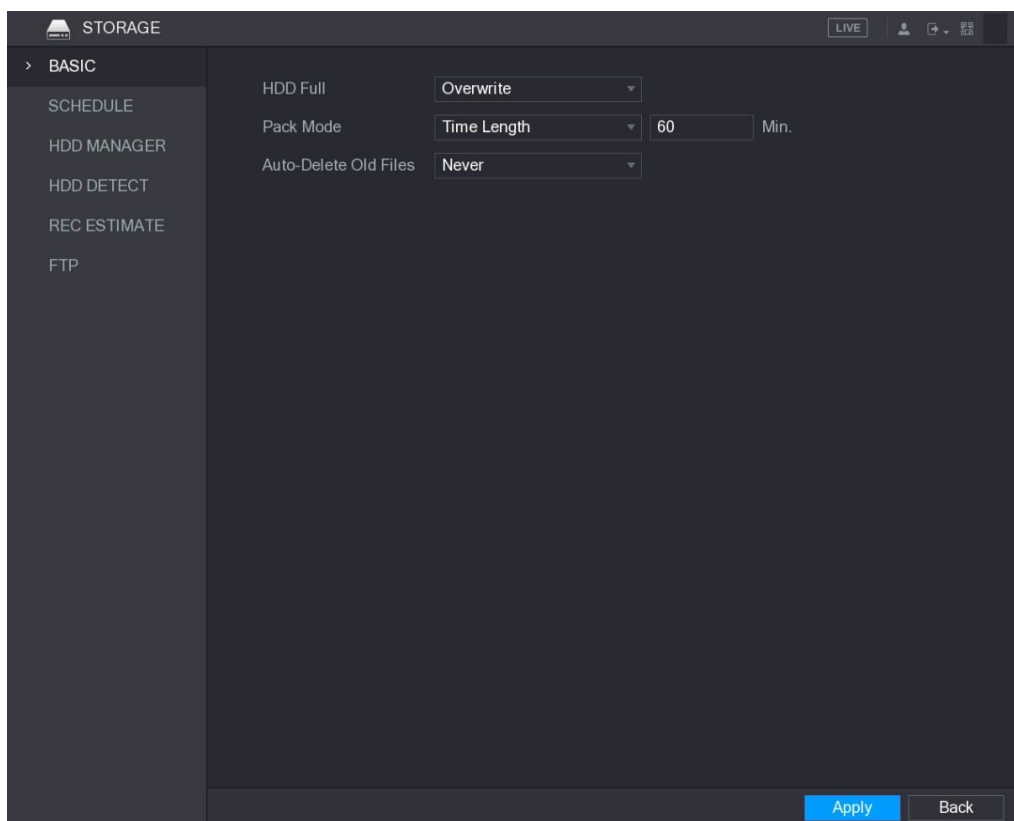 STORAGE LIVE
> BASIC
SCHEDULE
HDD MANAGER
HDD DETECT
REC ESTIMATE
FTP
HDD Full Overwrite
Pack Mode Time Length 60 Min.
Auto-Delete Old Files Never
Apply Back